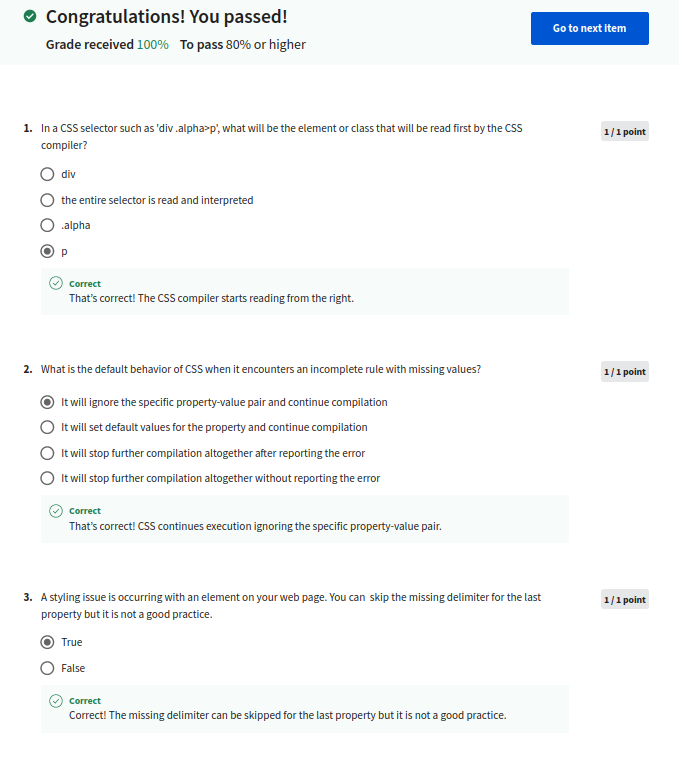 Congratulations! You passed!
Grade received 100% To pass 80% or higher
Go to next item
1. In a CSS selector such as 'div .alpha>p', what will be the element or class that will be read first by the CSS
compiler?
1 / 1 point
div
the entire selector is read and interpreted
.alpha
p
Correct
That's correct! The CSS compiler starts reading from the right.
2. What is the default behavior of CSS when it encounters an incomplete rule with missing values?
1 / 1 point
It will ignore the specific property-value pair and continue compilation
It will set default values for the property and continue compilation
It will stop further compilation altogether after reporting the error
It will stop further compilation altogether without reporting the error
Correct
That's correct! CSS continues execution ignoring the specific property-value pair.
3. A styling issue is occurring with an element on your web page. You can skip the missing delimiter for the last
property but it is not a good practice.
1 / 1 point
True
False
Correct
Correct! The missing delimiter can be skipped for the last property but it is not a good practice.